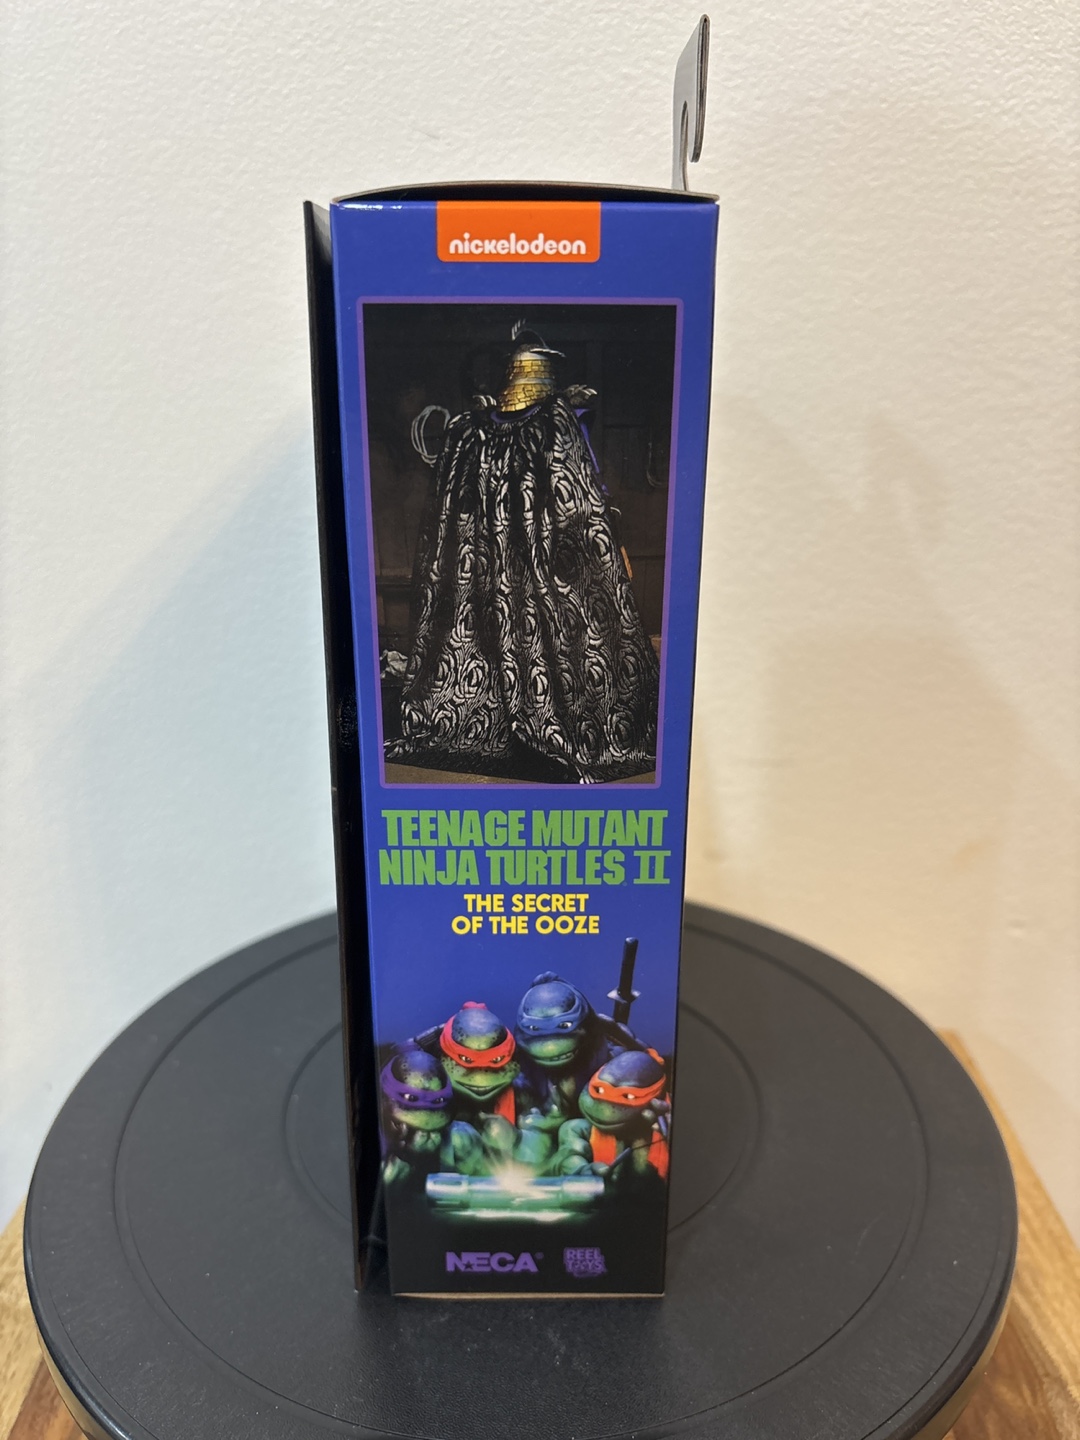 nickelodeon
TEENAGE MUTANT
NINJA TURTLES II
THE SECRET
OF THE OOZE
NECA®
REEL
TOYS